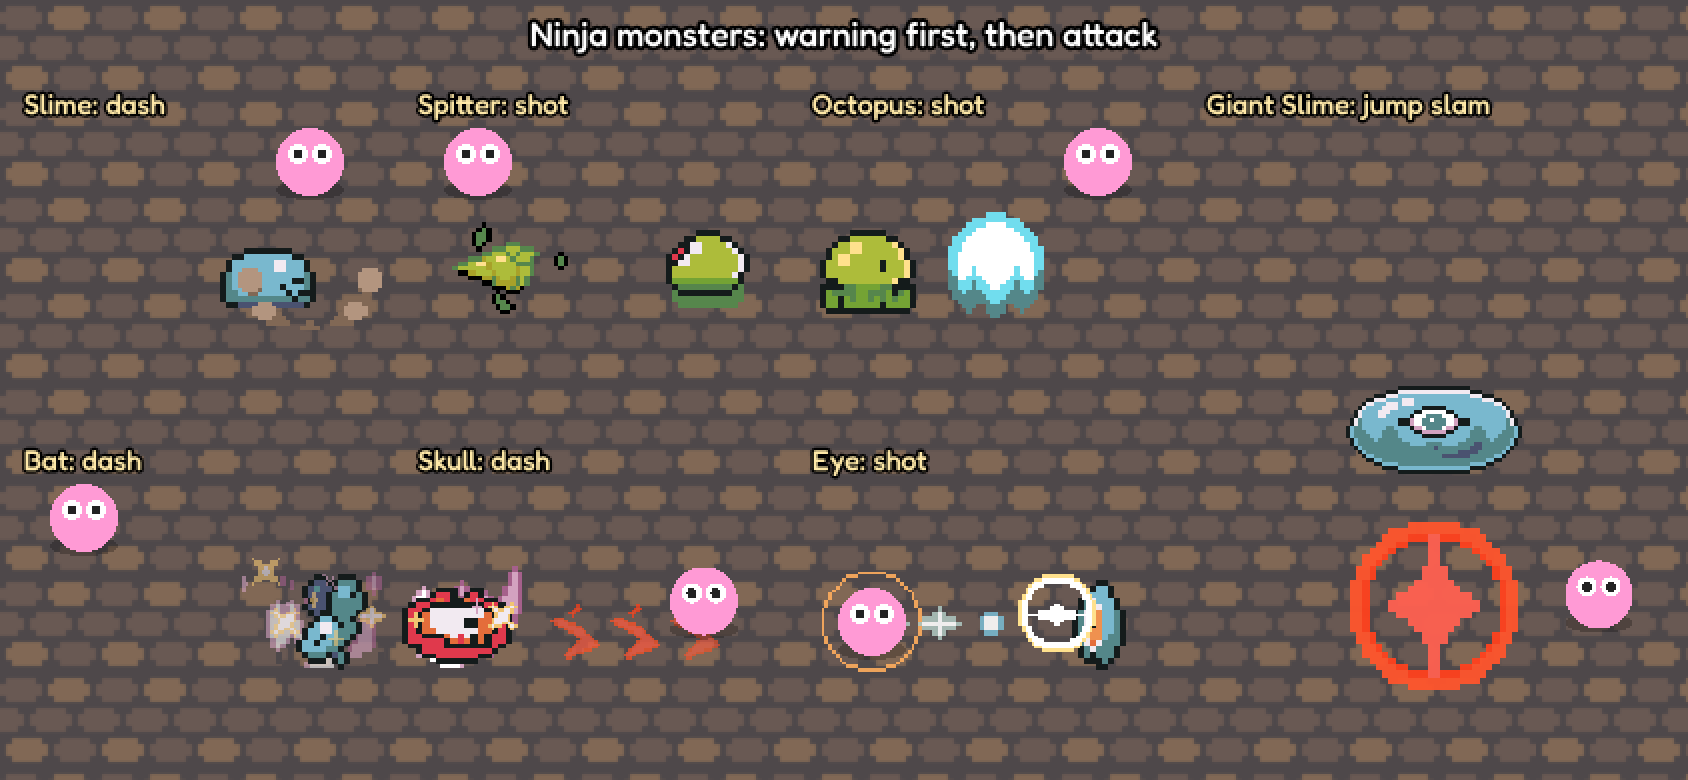 Ninja monsters: warning first, then attack
Slime: dash
Spitter: shot
Octopus: shot
Giant Slime: jump slam
Bat: dash
Skull: dash
Eye: shot